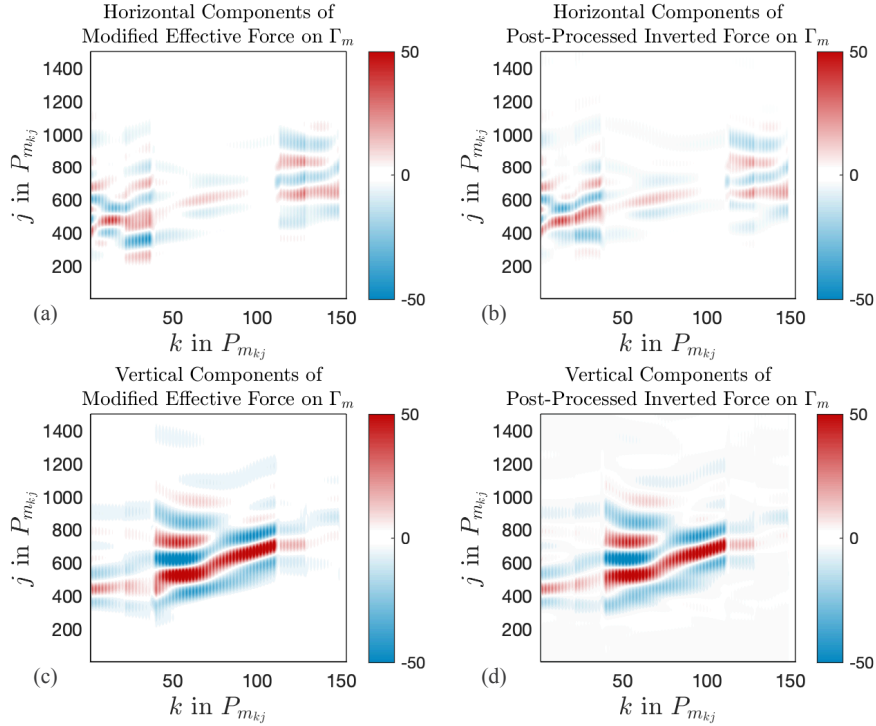 Horizontal Components of
Modified Effective Force on Γₘ
1400
1200
1000
800
600
400
200
j in Pₘₖⱼ
50
100
150
k in Pₘₖⱼ
50
0
-50
(a)
Horizontal Components of
Post-Processed Inverted Force on Γₘ
1400
1200
1000
800
600
400
200
j in Pₘₖⱼ
50
100
150
k in Pₘₖⱼ
50
0
-50
(b)
Vertical Components of
Modified Effective Force on Γₘ
1400
1200
1000
800
600
400
200
j in Pₘₖⱼ
50
100
150
k in Pₘₖⱼ
50
0
-50
(c)
Vertical Components of
Post-Processed Inverted Force on Γₘ
1400
1200
1000
800
600
400
200
j in Pₘₖⱼ
50
100
150
k in Pₘₖⱼ
50
0
-50
(d)